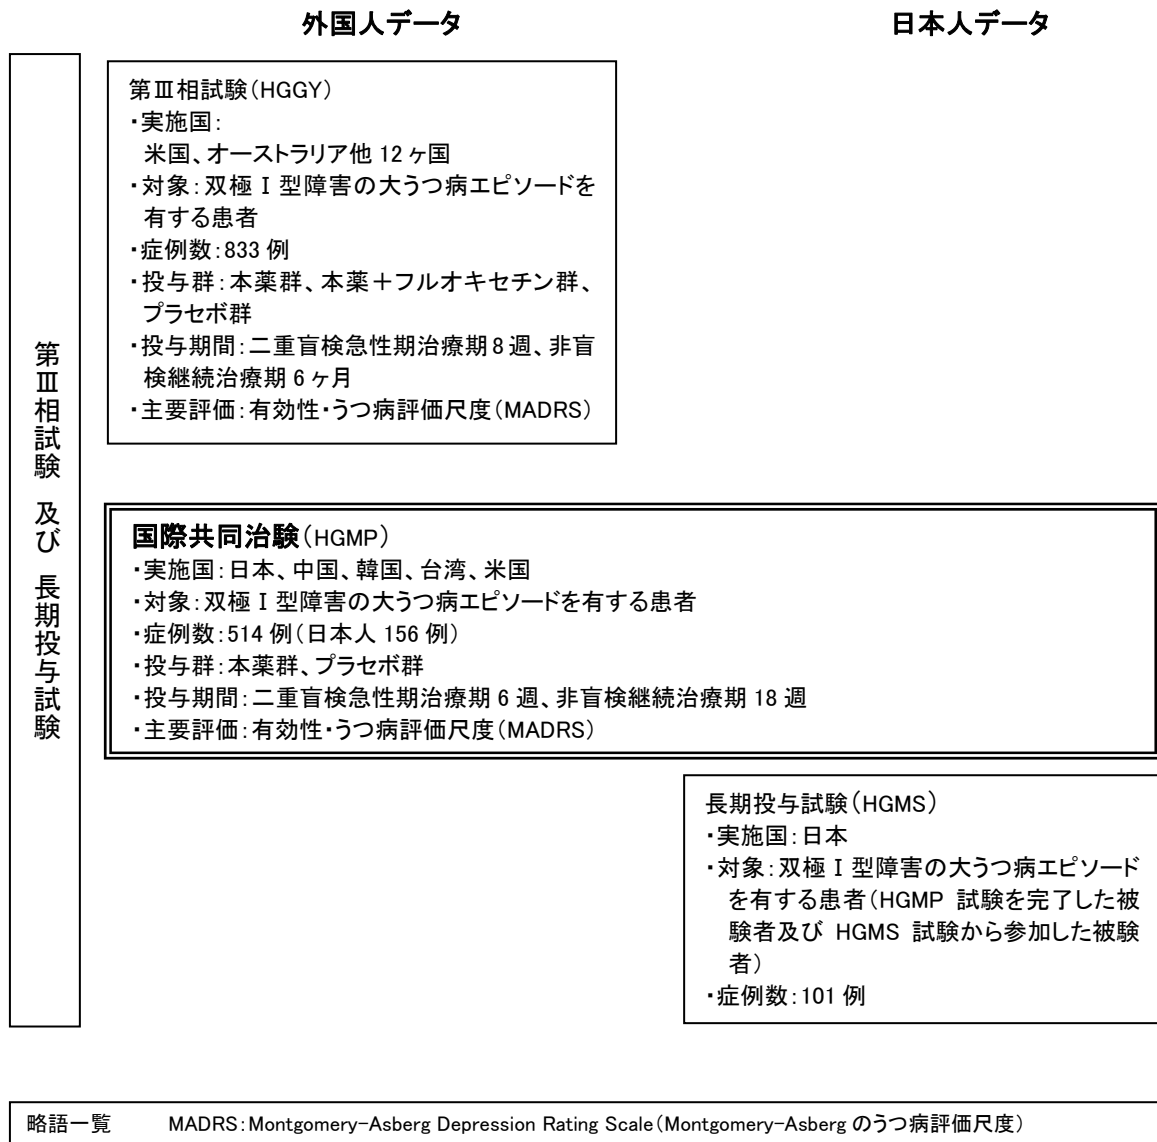 外国人データ
日本人データ
第Ⅲ相試験 及び 長期投与試験
第Ⅲ相試験（HGGY）
・実施国：
米国、オーストラリア他 12 ヶ国
・対象：双極Ⅰ型障害の大うつ病エピソードを
有する患者
・症例数：833 例
・投与群：本薬群、本薬＋フルオキセチン群、
プラセボ群
・投与期間：二重盲検急性期治療期 8 週、非盲
検継続治療期 6 ヶ月
・主要評価：有効性・うつ病評価尺度（MADRS）
国際共同治験（HGMP）
・実施国：日本、中国、韓国、台湾、米国
・対象：双極Ⅰ型障害の大うつ病エピソードを有する患者
・症例数：514 例（日本人 156 例）
・投与群：本薬群、プラセボ群
・投与期間：二重盲検急性期治療期 6 週、非盲検継続治療期 18 週
・主要評価：有効性・うつ病評価尺度（MADRS）
長期投与試験（HGMS）
・実施国：日本
・対象：双極Ⅰ型障害の大うつ病エピソード
を有する患者（HGMP 試験を完了した被
験者及び HGMS 試験から参加した被験
者）
・症例数：101 例
略語一覧 MADRS：Montgomery-Asberg Depression Rating Scale（Montgomery-Asberg のうつ病評価尺度）